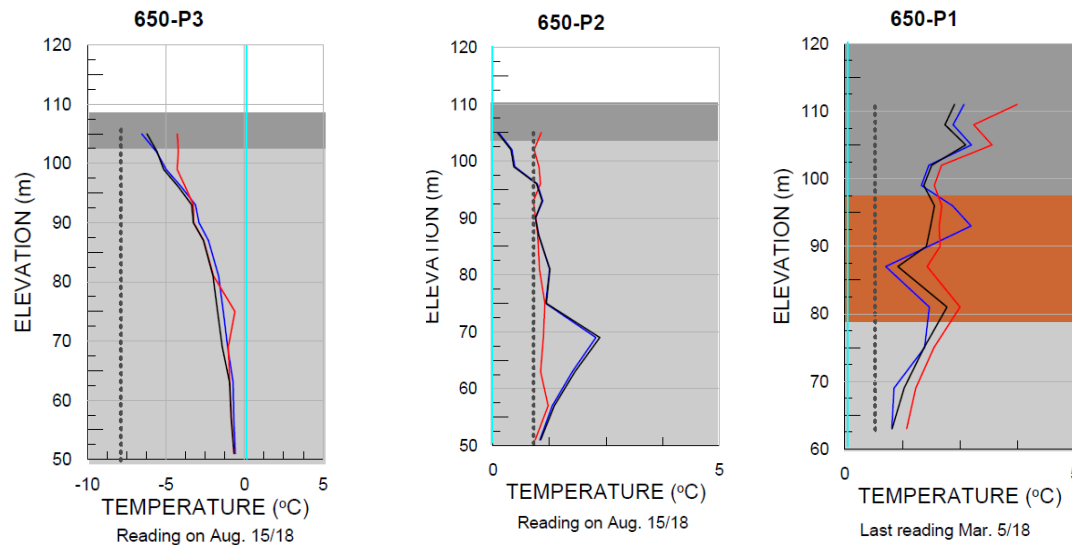 650-P3
650-P2
650-P1
120
110
100
90
80
70
60
50
ELEVATION (m)
-10
-5
0
5
TEMPERATURE (°C)
Reading on Aug. 15/18
120
110
100
90
80
70
60
50
ELEVATION (m)
0
5
TEMPERATURE (°C)
Reading on Aug. 15/18
120
110
100
90
80
70
60
ELEVATION (m)
0
5
TEMPERATURE (°C)
Last reading Mar. 5/18